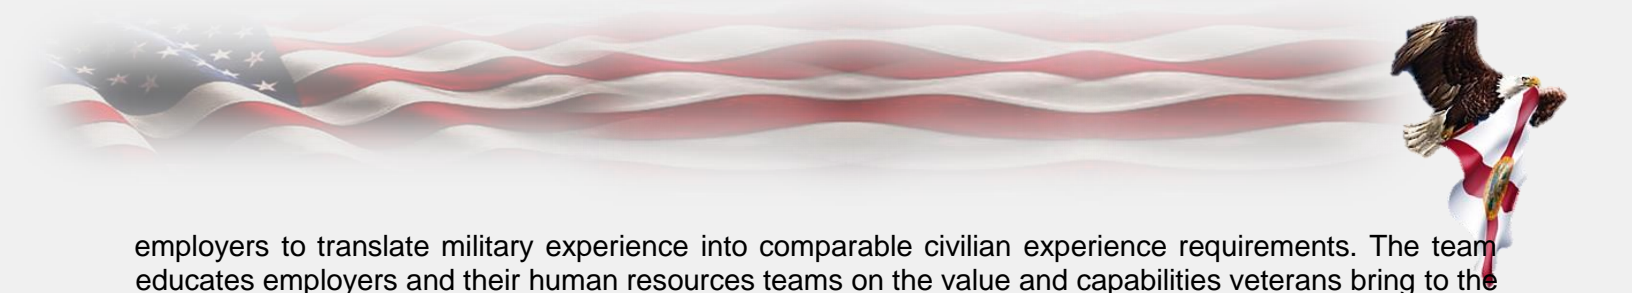 employers to translate military experience into comparable civilian experience requirements. The team
educates employers and their human resources teams on the value and capabilities veterans bring to the